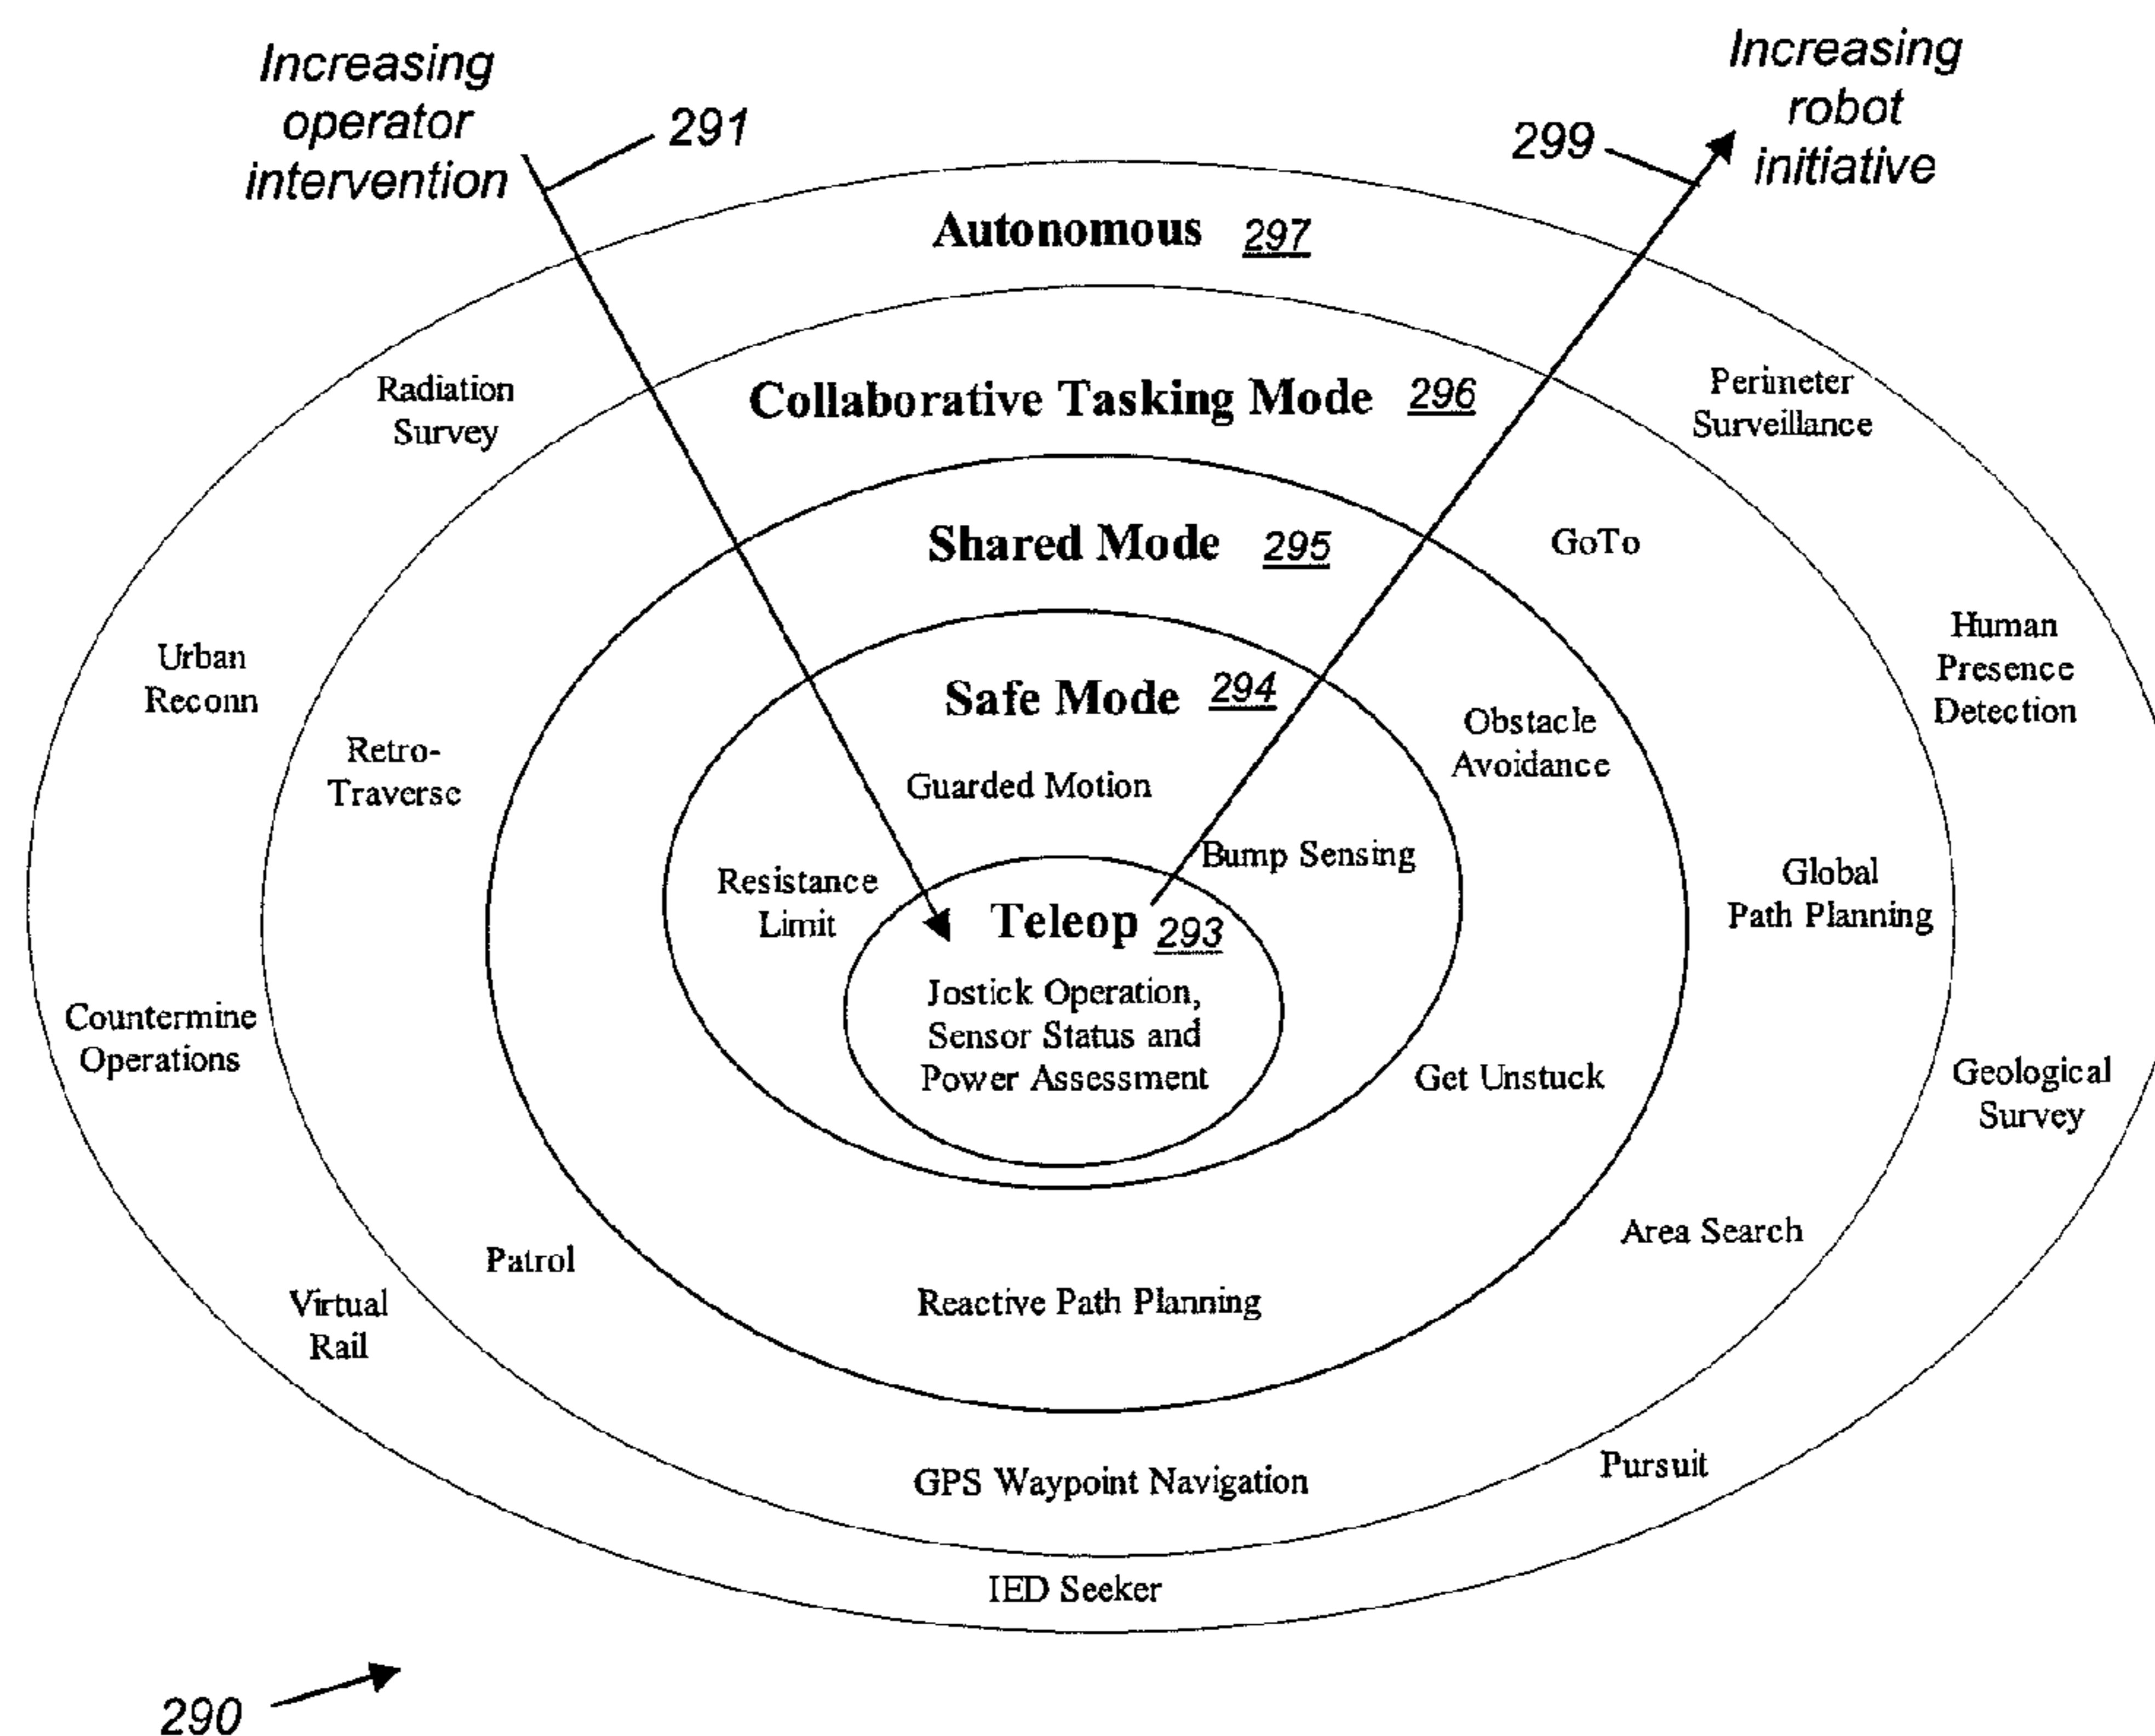 Increasing
operator
intervention
291
299
Increasing
robot
initiative
Autonomous 297
Radiation
Survey
Collaborative Tasking Mode 296
Perimeter
Surveillance
Shared Mode 295
GoTo
Urban
Reconn
Human
Presence
Detection
Safe Mode 294
Retro-
Traverse
Obstacle
Avoidance
Guarded Motion
Bump Sensing
Resistance
Limit
Global
Path Planning
Teleop 293
Jostick Operation,
Sensor Status and
Power Assessment
Countermine
Operations
Get Unstuck
Geological
Survey
Area Search
Patrol
Virtual
Rail
Reactive Path Planning
GPS Waypoint Navigation
Pursuit
IED Seeker
290